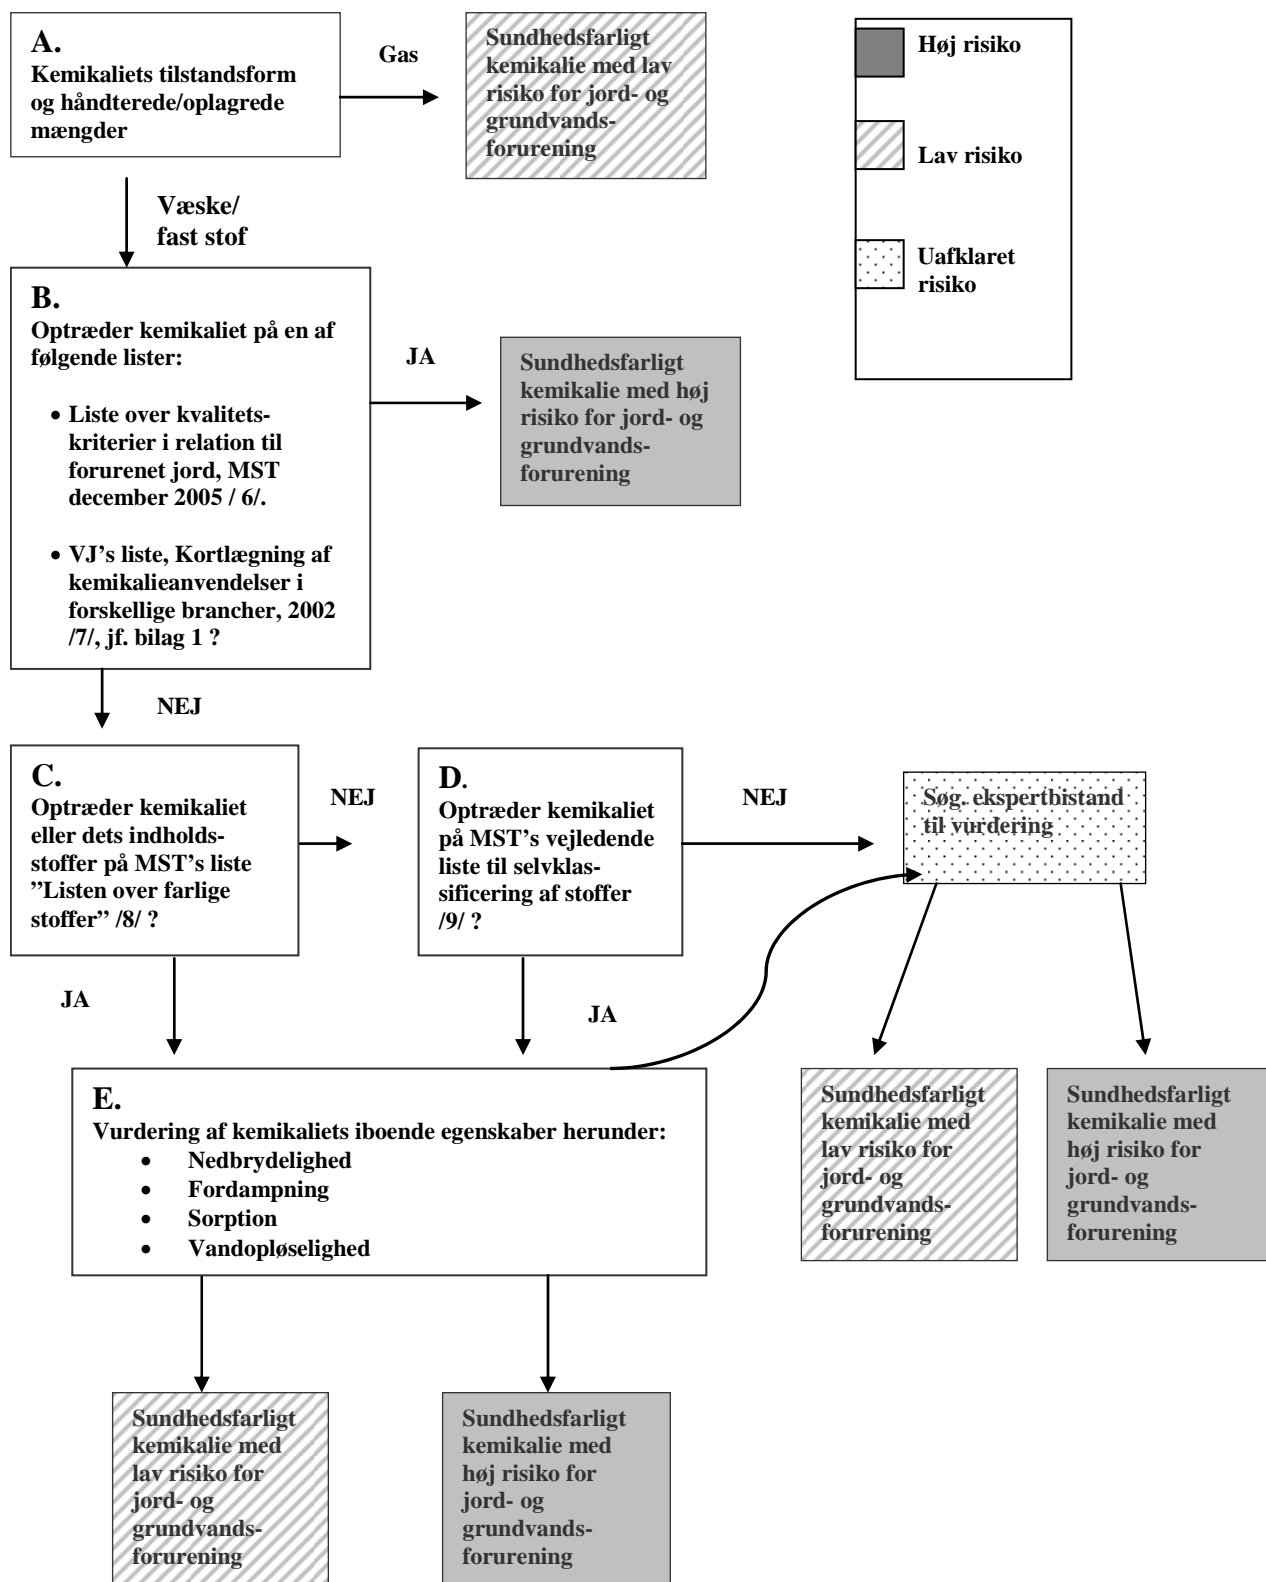 A.
Kemikaliets tilstandsform
og håndterede/oplagrede
mængder
Gas
Sundhedsfarligt
kemikalie med lav
risiko for jord- og
grundvands-
forurening
Høj risiko
Lav risiko
Uafklaret
risiko
Væske/
fast stof
B.
Optræder kemikaliet på en af
følgende lister:
• Liste over kvalitets-
kriterier i relation til
forurenet jord, MST
december 2005 / 6/.
• VJ’s liste, Kortlægning af
kemikalieanvendelser i
forskellige brancher, 2002
/7/, jf. bilag 1 ?
JA
Sundhedsfarligt
kemikalie med høj
risiko for jord- og
grundvands-
forurening
NEJ
C.
Optræder kemikaliet
eller dets indholds-
stoffer på MST’s liste
”Listen over farlige
stoffer” /8/ ?
NEJ
D.
Optræder kemikaliet
på MST’s vejledende
liste til selvklas-
sificering af stoffer
/9/ ?
NEJ
Søg. ekspertbistand
til vurdering
JA
JA
E.
Vurdering af kemikaliets iboende egenskaber herunder:
• Nedbrydelighed
• Fordampning
• Sorption
• Vandopløselighed
Sundhedsfarligt
kemikalie med
lav risiko for
jord- og
grundvands-
forurening
Sundhedsfarligt
kemikalie med
høj risiko for
jord- og
grundvands-
forurening
Sundhedsfarligt
kemikalie med
lav risiko for
jord- og
grundvands-
forurening
Sundhedsfarligt
kemikalie med
høj risiko for
jord- og
grundvands-
forurening